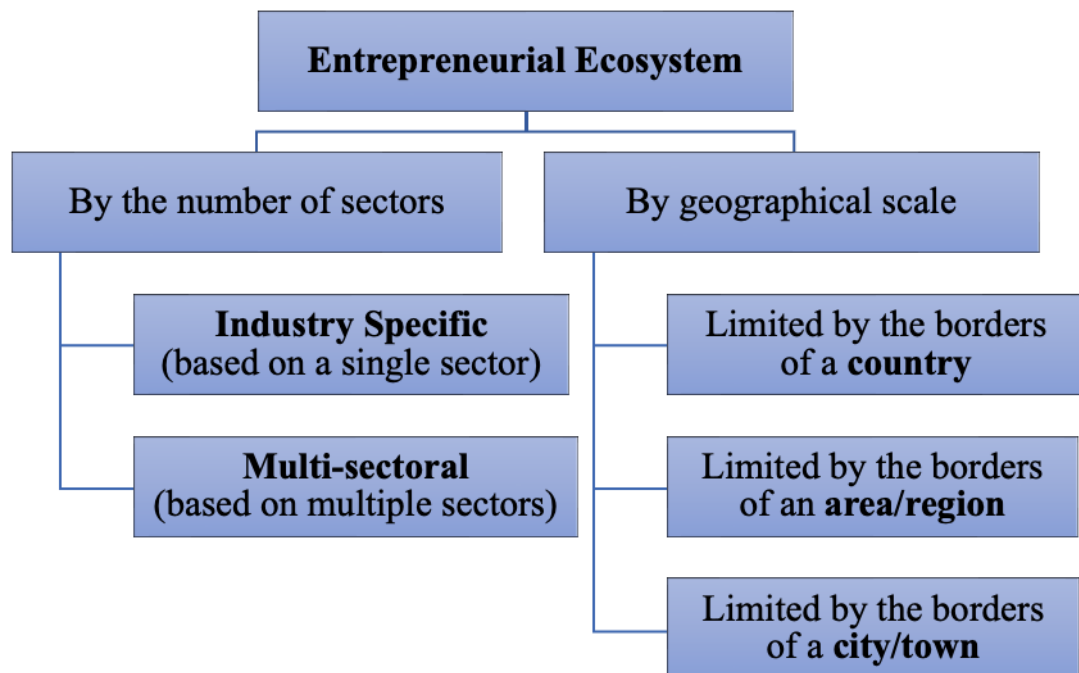 Entrepreneurial Ecosystem
By the number of sectors
Industry Specific
(based on a single sector)
Multi-sectoral
(based on multiple sectors)
By geographical scale
Limited by the borders
of a country
Limited by the borders
of an area/region
Limited by the borders
of a city/town